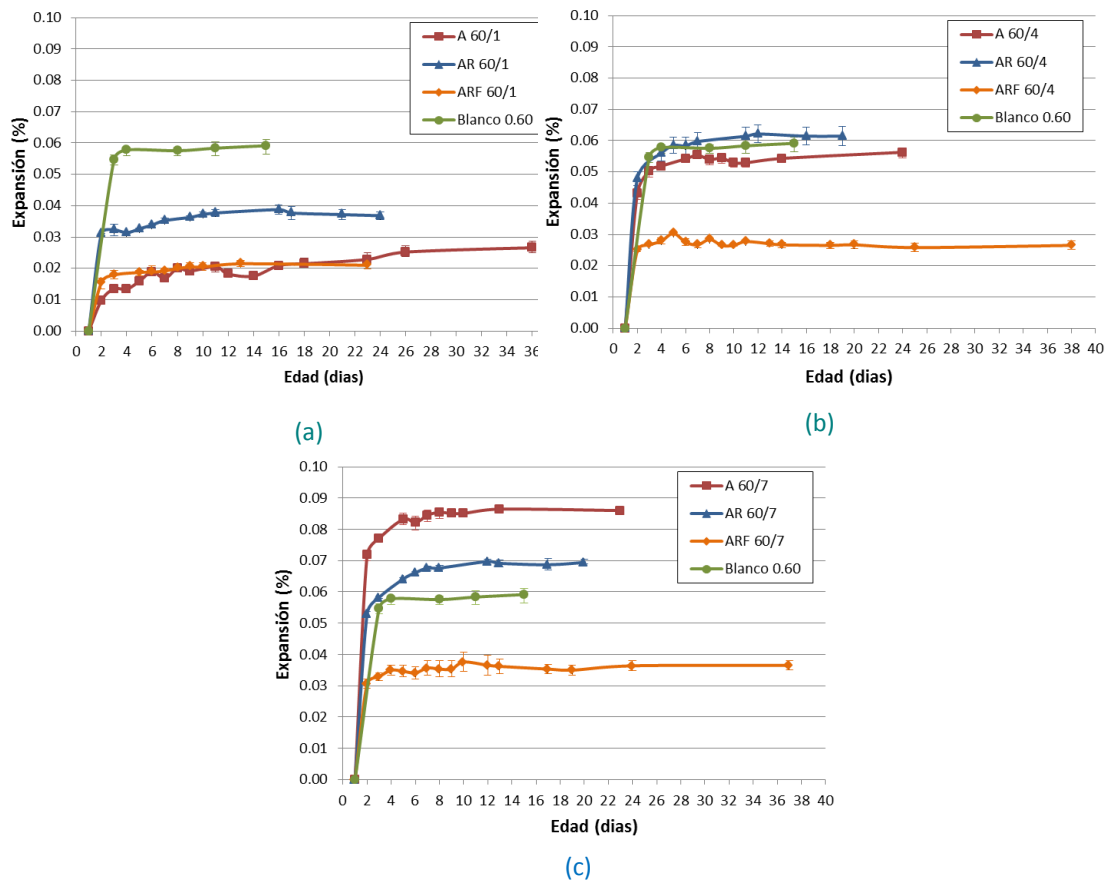 0.10
0.09
0.08
0.07
0.06
0.05
0.04
0.03
0.02
0.01
0.00
Expansión (%)
A 60/1
AR 60/1
ARF 60/1
Blanco 0.60
0 2 4 6 8 10 12 14 16 18 20 22 24 26 28 30 32 34 36
Edad (dias)
(a)
0.10
0.09
0.08
0.07
0.06
0.05
0.04
0.03
0.02
0.01
0.00
Expansión (%)
A 60/4
AR 60/4
ARF 60/4
Blanco 0.60
0 2 4 6 8 10 12 14 16 18 20 22 24 26 28 30 32 34 36 38 40
Edad (dias)
(b)
0.10
0.09
0.08
0.07
0.06
0.05
0.04
0.03
0.02
0.01
0.00
Expansión (%)
A 60/7
AR 60/7
ARF 60/7
Blanco 0.60
0 2 4 6 8 10 12 14 16 18 20 22 24 26 28 30 32 34 36 38 40
Edad (dias)
(c)